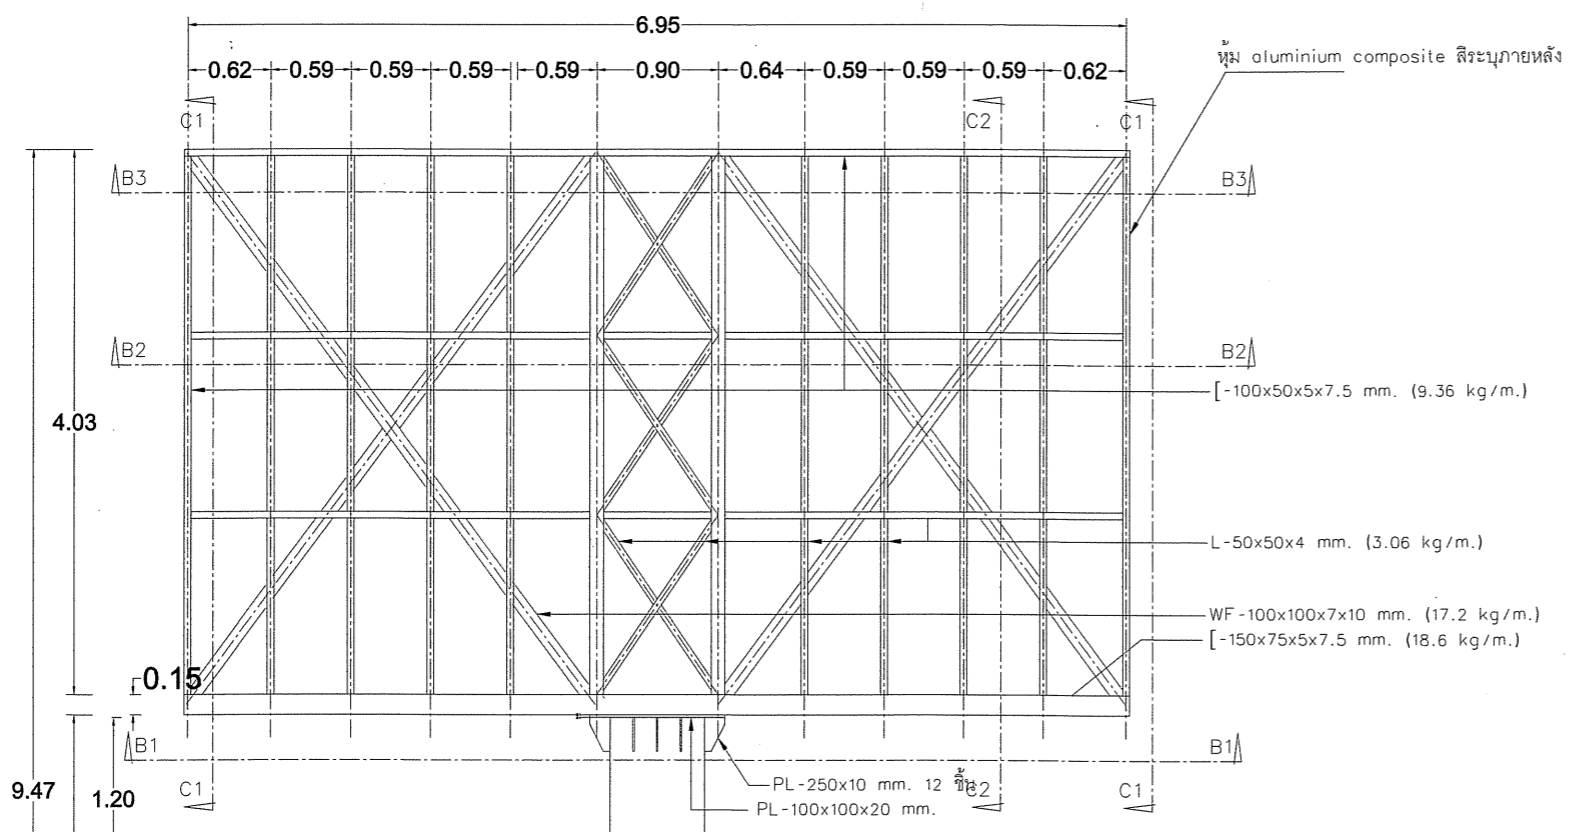 6.95
หุ้ม aluminium composite สีระบุภายหลัง
0.62 0.59 0.59 0.59 0.59 0.90 0.64 0.59 0.59 0.59 0.62
C1 C2 C1
B3 B3
B2 B2
[-100x50x5x7.5 mm. (9.36 kg/m.)
4.03
L-50x50x4 mm. (3.06 kg/m.)
WF-100x100x7x10 mm. (17.2 kg/m.)
[-150x75x5x7.5 mm. (18.6 kg/m.)
0.15
B1 B1
PL-250x10 mm. 12 ชิ้น
C1 C2 C1
9.47 1.20
PL-100x100x20 mm.